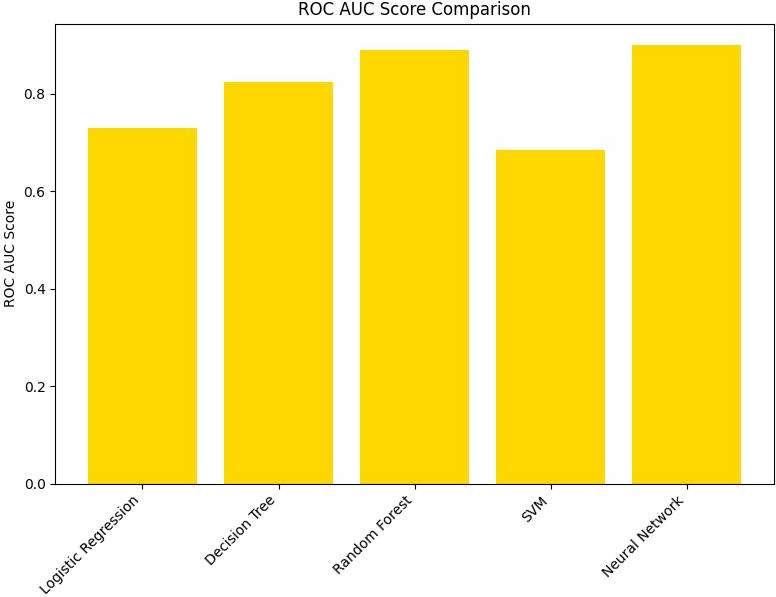 ROC AUC Score Comparison
ROC AUC Score
0.8
0.6
0.4
0.2
0.0
Logistic Regression
Decision Tree
Random Forest
SVM
Neural Network